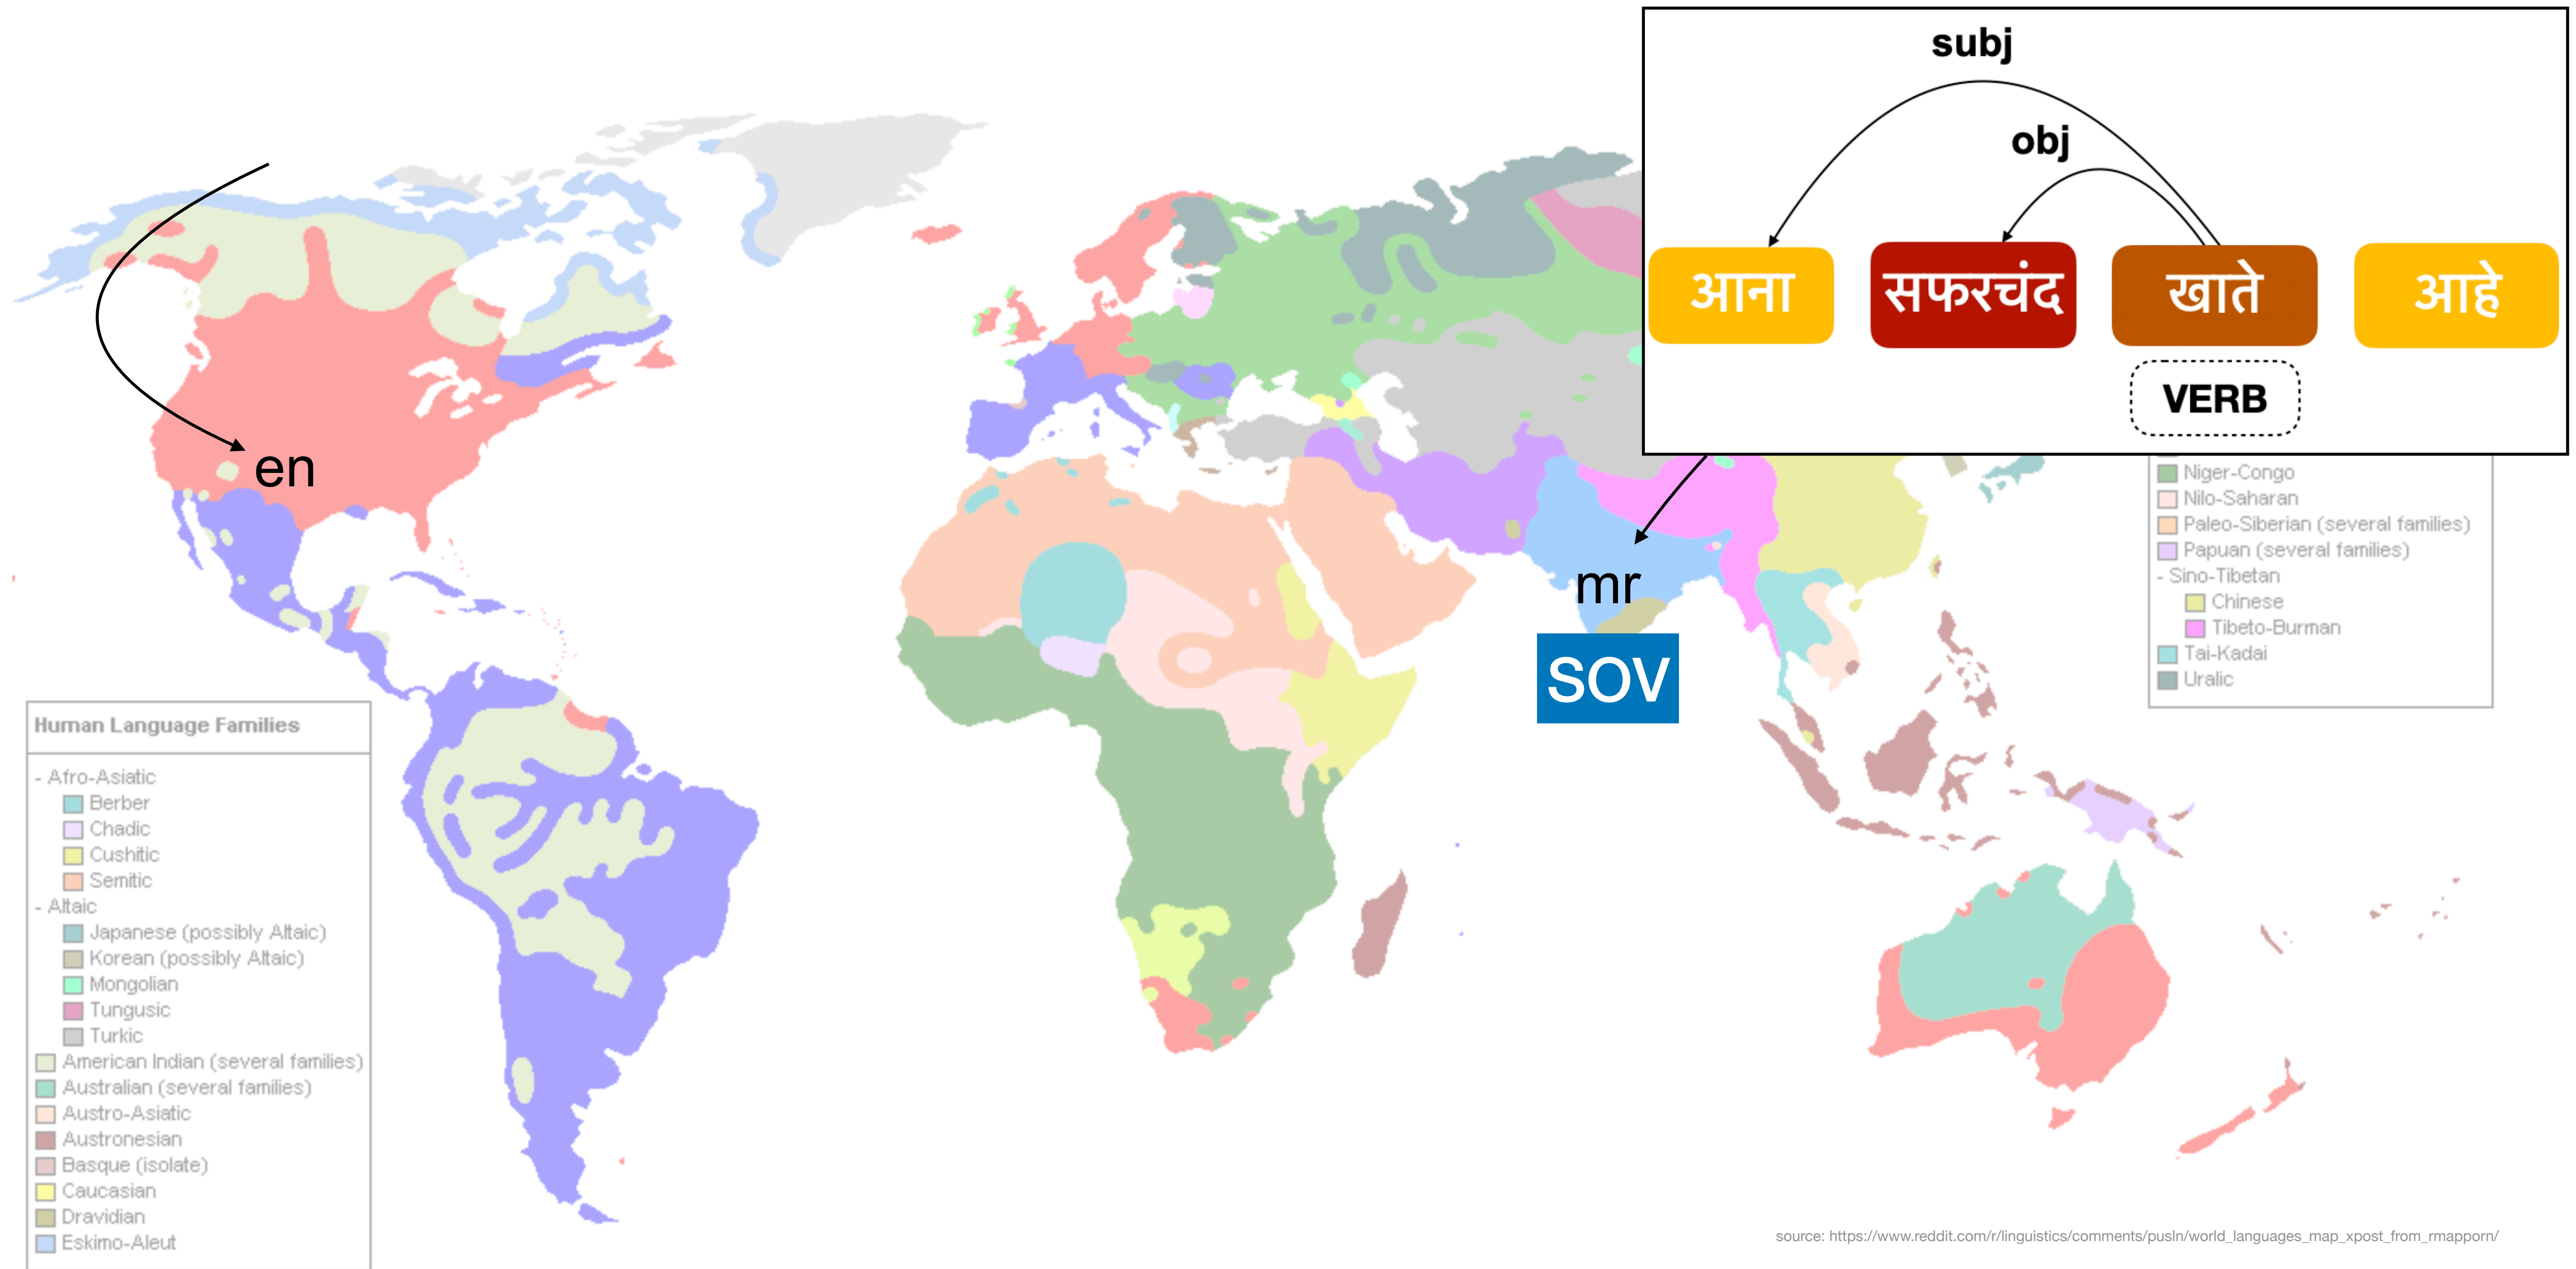 subj
obj
आना सफरचंद खाते आहे
VERB
en
mr
SOV
Human Language Families
- Afro-Asiatic
Berber
Chadic
Cushitic
Semitic
- Altaic
Japanese (possibly Altaic)
Korean (possibly Altaic)
Mongolian
Tungusic
Turkic
American Indian (several families)
Australian (several families)
Austro-Asiatic
Austronesian
Basque (isolate)
Caucasian
Dravidian
Eskimo-Aleut
Niger-Congo
Nilo-Saharan
Paleo-Siberian (several families)
Papuan (several families)
- Sino-Tibetan
Chinese
Tibeto-Burman
Tai-Kadai
Uralic
source: https://www.reddit.com/r/linguistics/comments/pusln/world_languages_map_xpost_from_rmapporn/